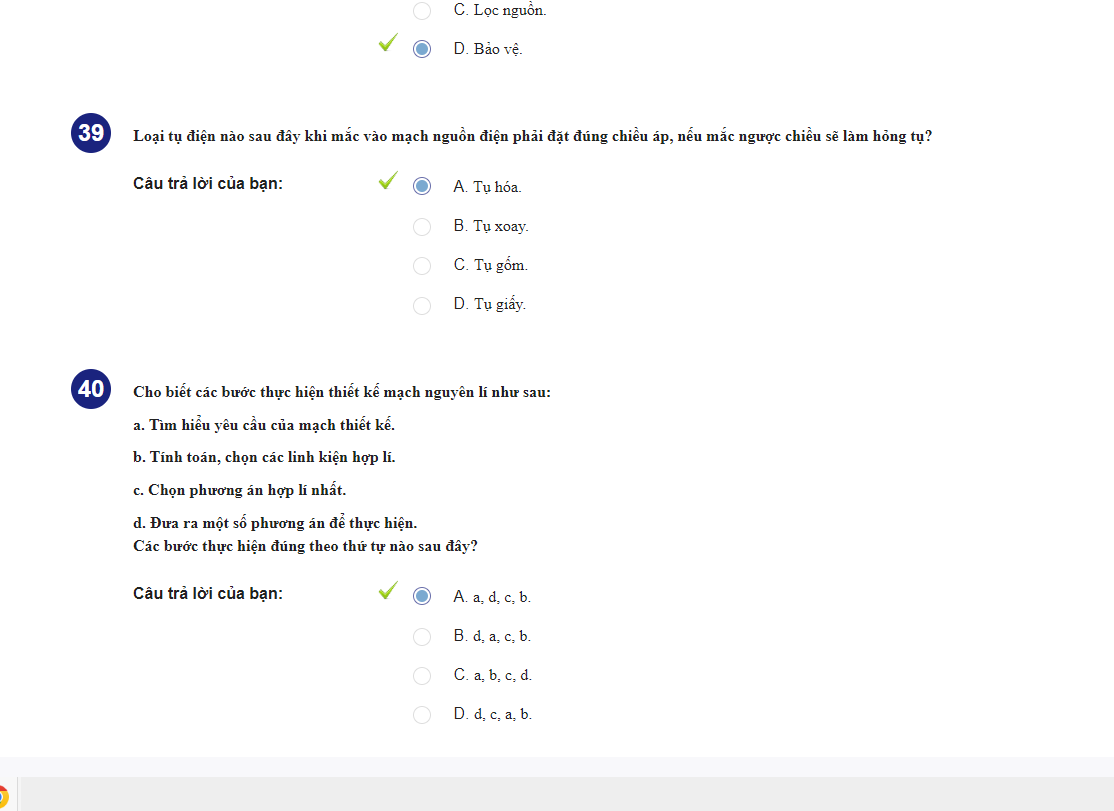 C. Lọc nguồn.
D. Bảo vệ.
39
Loại tụ điện nào sau đây khi mắc vào mạch nguồn điện phải đặt đúng chiều áp, nếu mắc ngược chiều sẽ làm hỏng tụ?
Câu trả lời của bạn:
A. Tụ hóa.
B. Tụ xoay.
C. Tụ gốm.
D. Tụ giấy.
40
Cho biết các bước thực hiện thiết kế mạch nguyên lí như sau:
a. Tìm hiểu yêu cầu của mạch thiết kế.
b. Tính toán, chọn các linh kiện hợp lí.
c. Chọn phương án hợp lí nhất.
d. Đưa ra một số phương án để thực hiện.
Các bước thực hiện đúng theo thứ tự nào sau đây?
Câu trả lời của bạn:
A. a, d, c, b.
B. d, a, c, b.
C. a, b, c, d.
D. d, c, a, b.